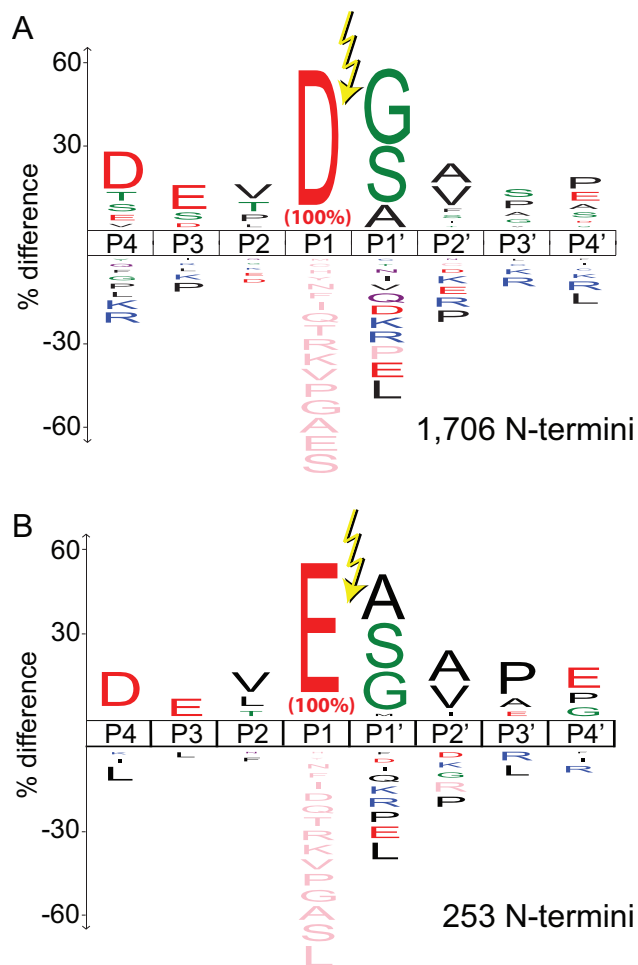 A
% difference
60
30
-30
-60
D T S E V
E S D
V T P L
D
(100%)
G S A
A V
S P A G
P E A S
P4 P3 P2 P1 P1’ P2’ P3’ P4’
G P L K R
L K P
E D
N F I Q T R K V P G A E S
N I V Q D K R P E L
D K E R P
K R
K R L
1,706 N-termini
B
% difference
60
30
-30
-60
D
E
V L T
E
(100%)
A S G M
A V I
P A E
E P G
P4 P3 P2 P1 P1’ P2’ P3’ P4’
K I L
L
F
N F I D Q T R K V P G A S L
F D I Q K R P E L
D K G R P
R I L
I R
253 N-termini